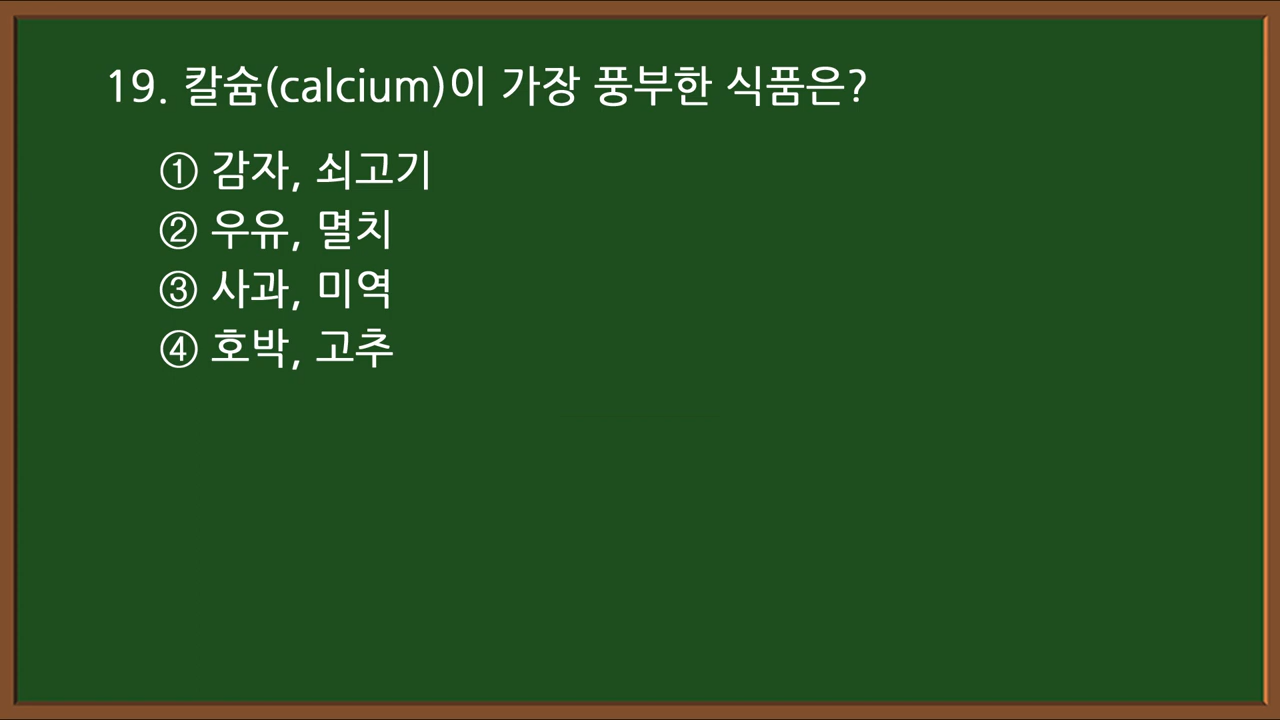 19. 칼슘(calcium)이 가장 풍부한 식품은?
① 감자, 쇠고기
② 우유, 멸치
③ 사과, 미역
④ 호박, 고추